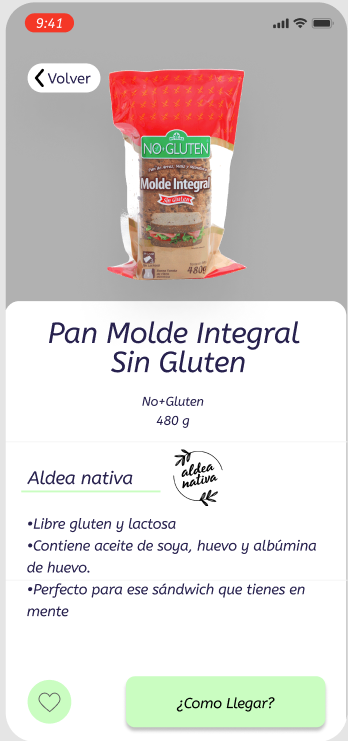 9:41
Volver
NO·GLUTEN
Molde Integral
Sin Gluten
480g
Pan Molde Integral
Sin Gluten
No+Gluten
480 g
Aldea nativa
aldea
nativa
•Libre gluten y lactosa
•Contiene aceite de soya, huevo y albúmina
de huevo.
•Perfecto para ese sándwich que tienes en
mente
¿Como Llegar?